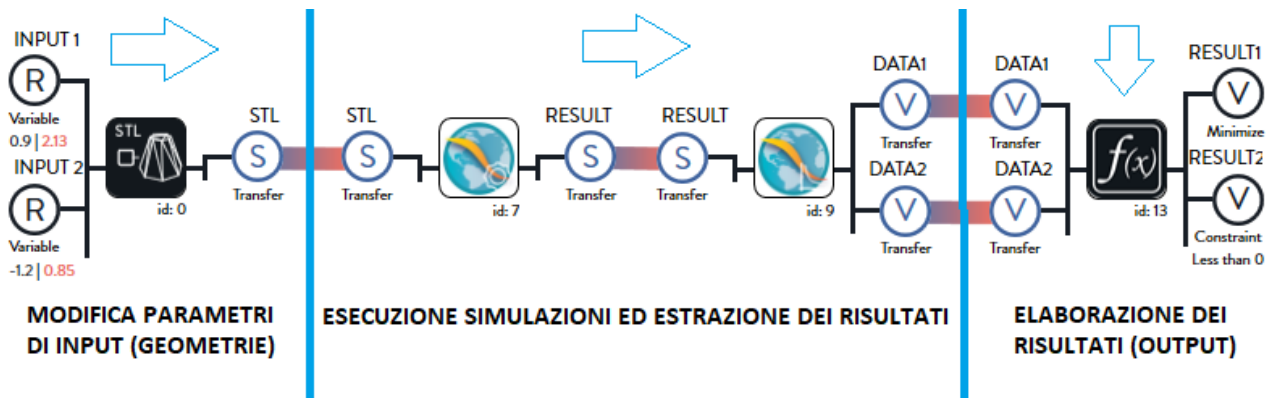 INPUT 1
R
Variable
0.9 | 2.13
INPUT 2
R
Variable
-1.2 | 0.85
STL
id: 0
STL
S
Transfer
STL
S
Transfer
id: 7
RESULT
S
Transfer
RESULT
S
Transfer
id: 9
DATA1
V
Transfer
DATA2
V
Transfer
DATA1
V
Transfer
DATA2
V
Transfer
f(x)
id: 13
RESULT1
V
Minimize
RESULT2
V
Constraint
Less than 0
MODIFICA PARAMETRI
DI INPUT (GEOMETRIE)
ESECUZIONE SIMULAZIONI ED ESTRAZIONE DEI RISULTATI
ELABORAZIONE DEI
RISULTATI (OUTPUT)